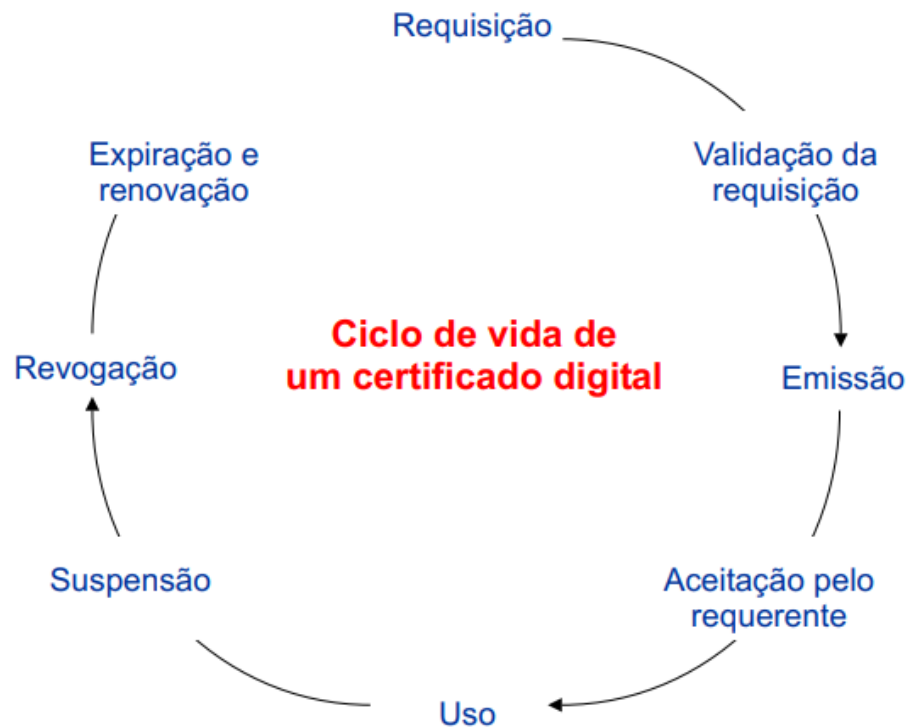 Requisição
Validação da
requisição
Emissão
Aceitação pelo
requerente
Uso
Suspensão
Revogação
Expiração e
renovação
Ciclo de vida de
um certificado digital